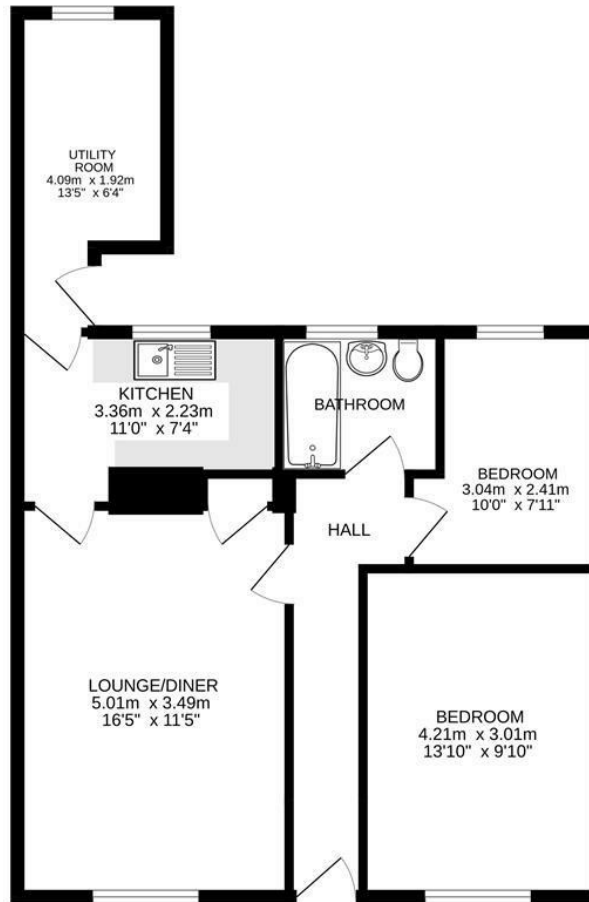 UTILITY
ROOM
4.09m x 1.92m
13'5" x 6'4"
KITCHEN
3.36m x 2.23m
11'0" x 7'4"
BATHROOM
BEDROOM
3.04m x 2.41m
10'0" x 7'11"
HALL
LOUNGE/DINER
5.01m x 3.49m
16'5" x 11'5"
BEDROOM
4.21m x 3.01m
13'10" x 9'10"